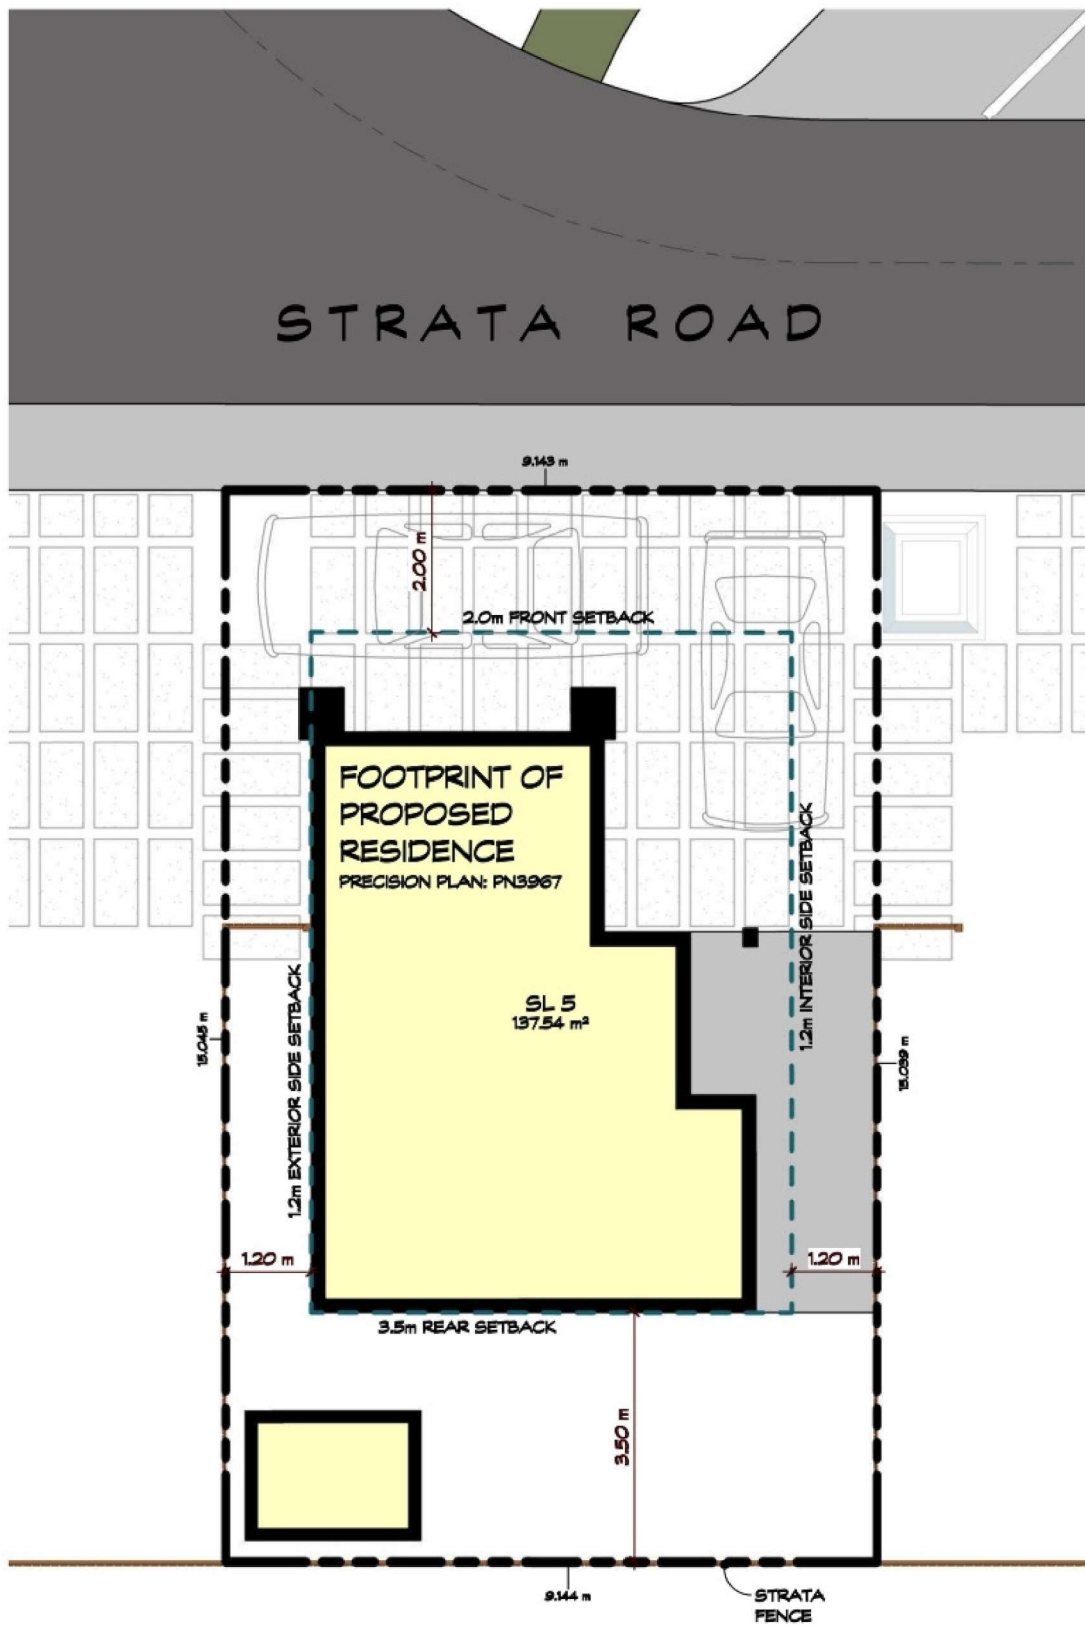 STRATA ROAD
9.143 m
2.00 m
2.0m FRONT SETBACK
FOOTPRINT OF
PROPOSED
RESIDENCE
PRECISION PLAN: PN3967
1.2m INTERIOR SIDE SETBACK
SL 5
137.54 m²
1.2m EXTERIOR SIDE SETBACK
15.045 m
15.039 m
1.20 m
1.20 m
3.5m REAR SETBACK
3.50 m
9.144 m
STRATA
FENCE